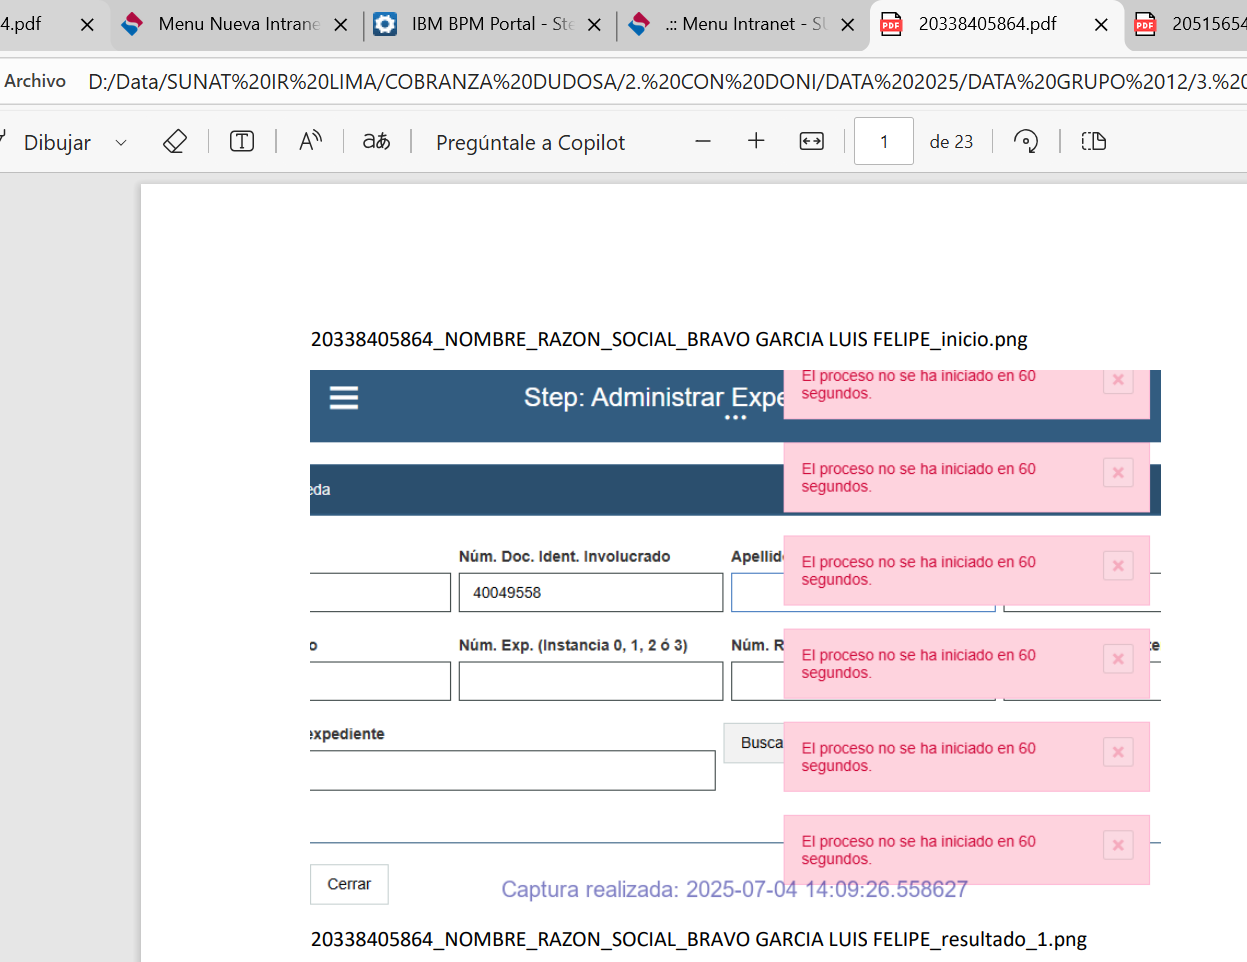 4.pdf
Menu Nueva Intrane
IBM BPM Portal - Ste
.:: Menu Intranet - SU
20338405864.pdf
20515654
Archivo
D:/Data/SUNAT%20IR%20LIMA/COBRANZA%20DUDOSA/2.%20CON%20DONI/DATA%202025/DATA%20GRUPO%2012/3.%20
Dibujar
Pregúntale a Copilot
1
de 23
20338405864_NOMBRE_RAZON_SOCIAL_BRAVO GARCIA LUIS FELIPE_inicio.png
Step: Administrar Expe
...
El proceso no se ha iniciado en 60
segundos.
El proceso no se ha iniciado en 60
segundos.
eda
Núm. Doc. Ident. Involucrado
Apellid
40049558
El proceso no se ha iniciado en 60
segundos.
o
Núm. Exp. (Instancia 0, 1, 2 ó 3)
Núm. R
te
El proceso no se ha iniciado en 60
segundos.
expediente
Busca
El proceso no se ha iniciado en 60
segundos.
El proceso no se ha iniciado en 60
segundos.
Cerrar
Captura realizada: 2025-07-04 14:09:26.558627
20338405864_NOMBRE_RAZON_SOCIAL_BRAVO GARCIA LUIS FELIPE_resultado_1.png